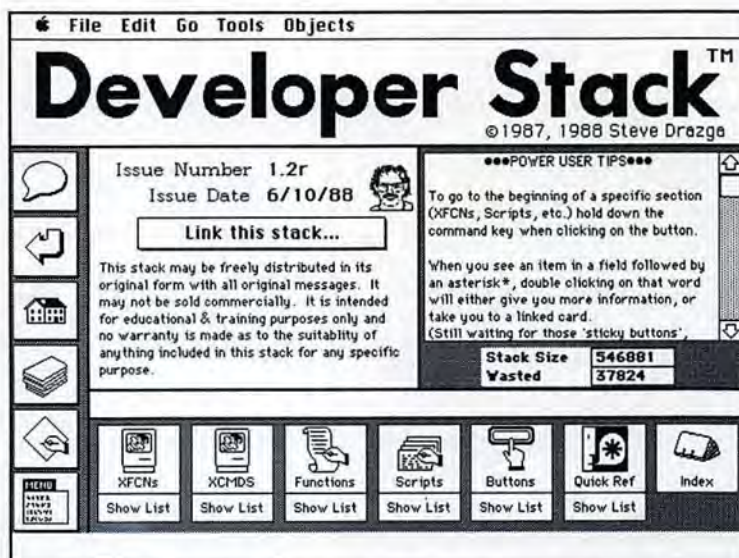 File Edit Go Tools Objects
Developer Stack™
©1987, 1988 Steve Drazga
Issue Number 1.2r
Issue Date 6/10/88
Link this stack...
This stack may be freely distributed in its
original form with all original messages. It
may not be sold commercially. It is intended
for educational & training purposes only and
no warranty is made as to the suitablity of
anything included in this stack for any specific
purpose.
●●●POWER USER TIPS●●●
To go to the beginning of a specific section
(XFCNs, Scripts, etc.) hold down the
command key when clicking on the button.
When you see an item in a field followed by
an asterisk*, double clicking on that word
will either give you more information, or
take you to a linked card.
(Still waiting for those 'sticky buttons',
Stack Size 546881
Wasted 37824
MENU
XFCNs
Show List
XCMDS
Show List
Functions
Show List
Scripts
Show List
Buttons
Show List
Quick Ref
Show List
Index